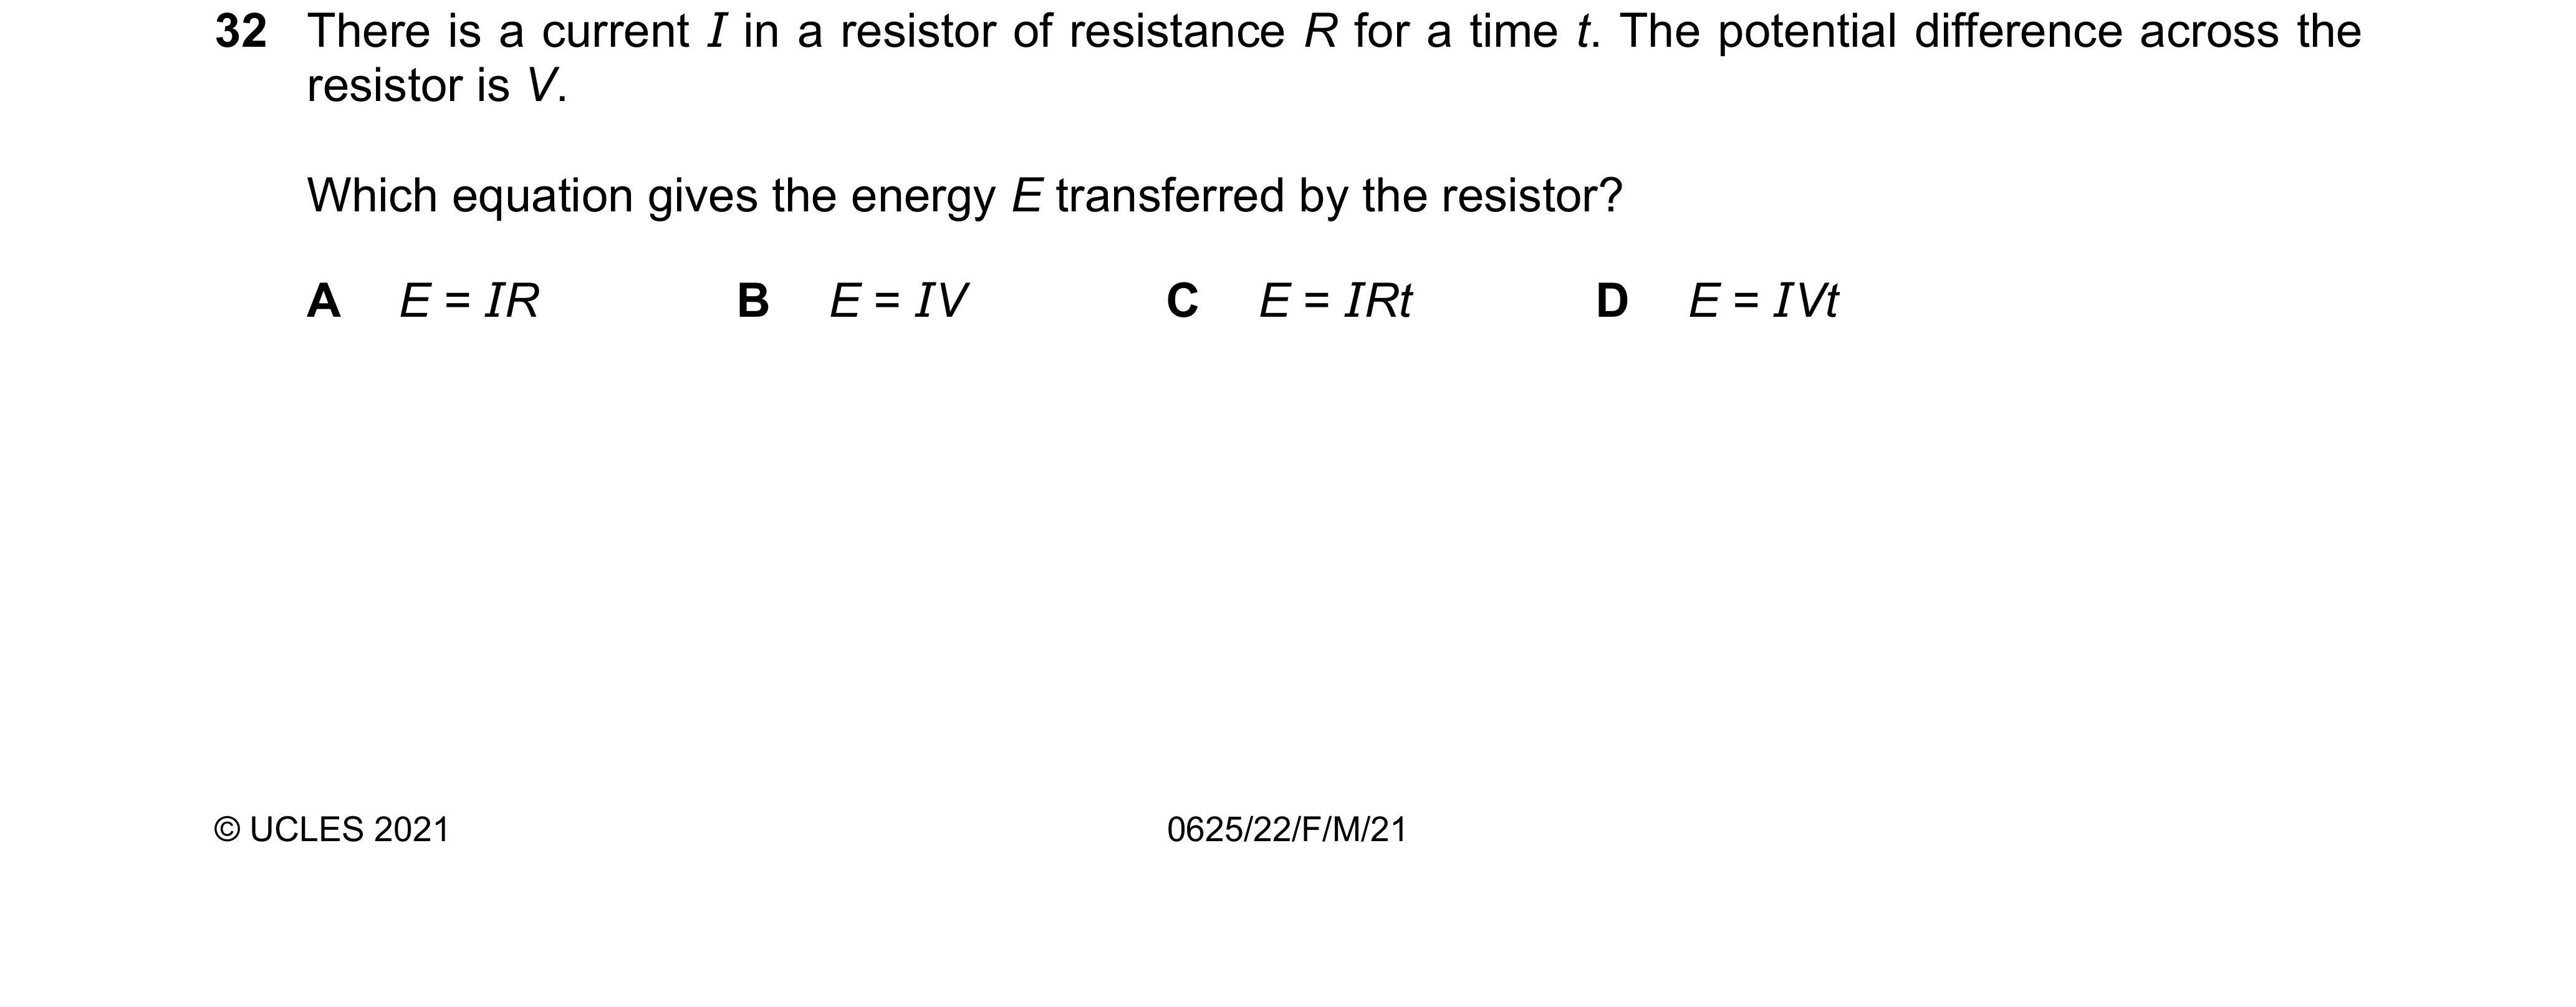 32 There is a current I in a resistor of resistance R for a time t. The potential difference across the
resistor is V.
Which equation gives the energy E transferred by the resistor?
A E = IR B E = IV C E = IRt D E = IVt
© UCLES 2021 0625/22/F/M/21